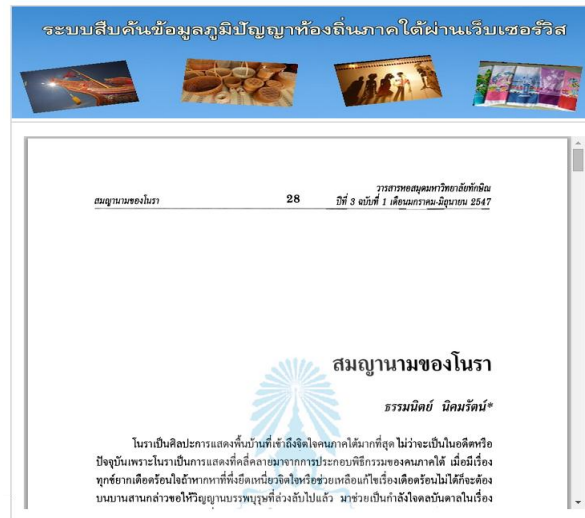 ระบบสืบค้นข้อมูลภูมิปัญญาท้องถิ่นภาคใต้ผ่านเว็บเซอร์วิส
สมญานามของโนรา 28 วารสารหอสมุดมหาวิทยาลัยทักษิณ
ปีที่ 3 ฉบับที่ 1 เดือนมกราคม-มิถุนายน 2547
สมญานามของโนรา
ธรรมนิตย์ นิคมรัตน์*
โนราเป็นศิลปะการแสดงพื้นบ้านที่เข้าถึงจิตใจคนภาคใต้มากที่สุด ไม่ว่าจะเป็นในอดีตหรือ
ปัจจุบันเพราะโนราเป็นการแสดงที่คลี่คลายมาจากการประกอบพิธีกรรมของคนภาคใต้ เมื่อมีเรื่อง
ทุกข์ยากเดือดร้อนใจถ้าหากหาที่พึ่งยึดเหนี่ยวจิตใจหรือช่วยเหลือแก้ไขเรื่องเดือดร้อนไม่ได้ก็จะต้อง
บนบานสานกล่าวขอให้วิญญานบรรพบุรุษที่ล่วงลับไปแล้ว มาช่วยเป็นกำลังใจดลบันดาลในเรื่อง